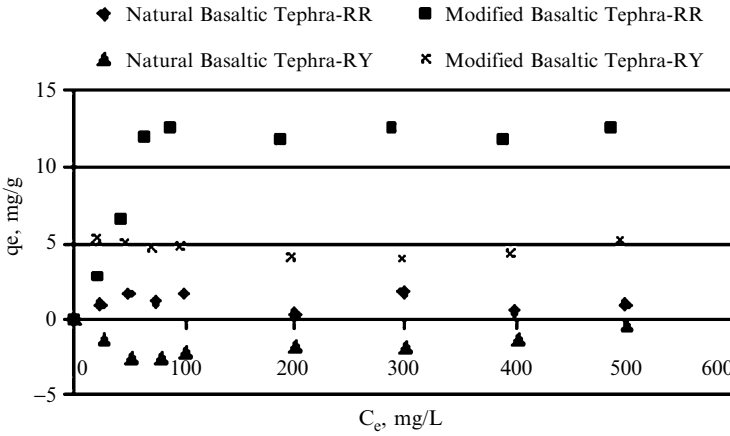 Natural Basaltic Tephra-RR Modified Basaltic Tephra-RR
Natural Basaltic Tephra-RY Modified Basaltic Tephra-RY
15
10
5
0
−5
qe, mg/g
0 100 200 300 400 500 600
Ce, mg/L